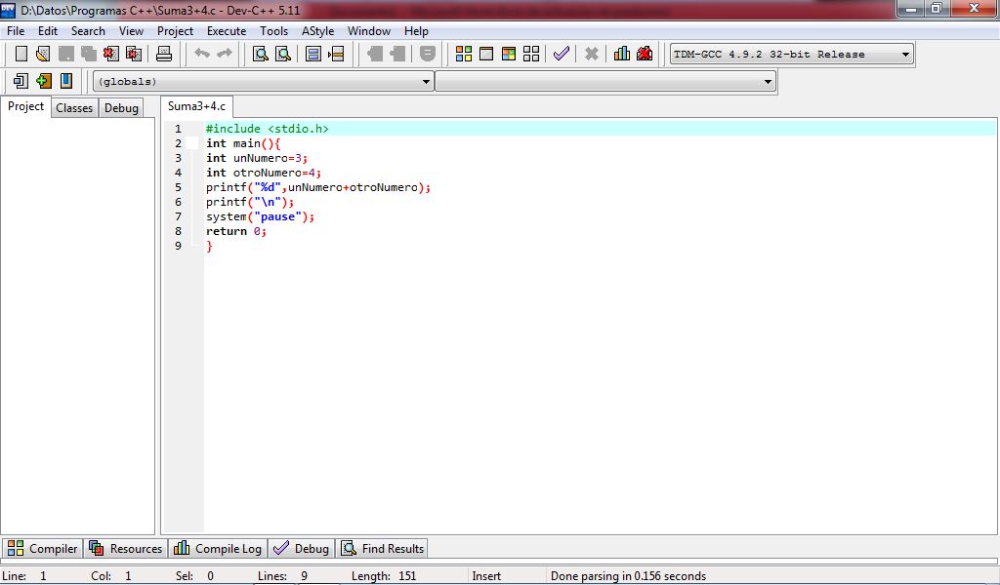 D:\Datos\Programas C++\Suma3+4.c - Dev-C++ 5.11
File Edit Search View Project Execute Tools AStyle Window Help
TDM-GCC 4.9.2 32-bit Release
(globals)
Project Classes Debug
Suma3+4.c
1 #include <stdio.h>
2 int main(){
3 int unNumero=3;
4 int otroNumero=4;
5 printf("%d",unNumero+otroNumero);
6 printf("\n");
7 system("pause");
8 return 0;
9 }
Compiler Resources Compile Log Debug Find Results
Line: 1 Col: 1 Sel: 0 Lines: 9 Length: 151 Insert Done parsing in 0.156 seconds